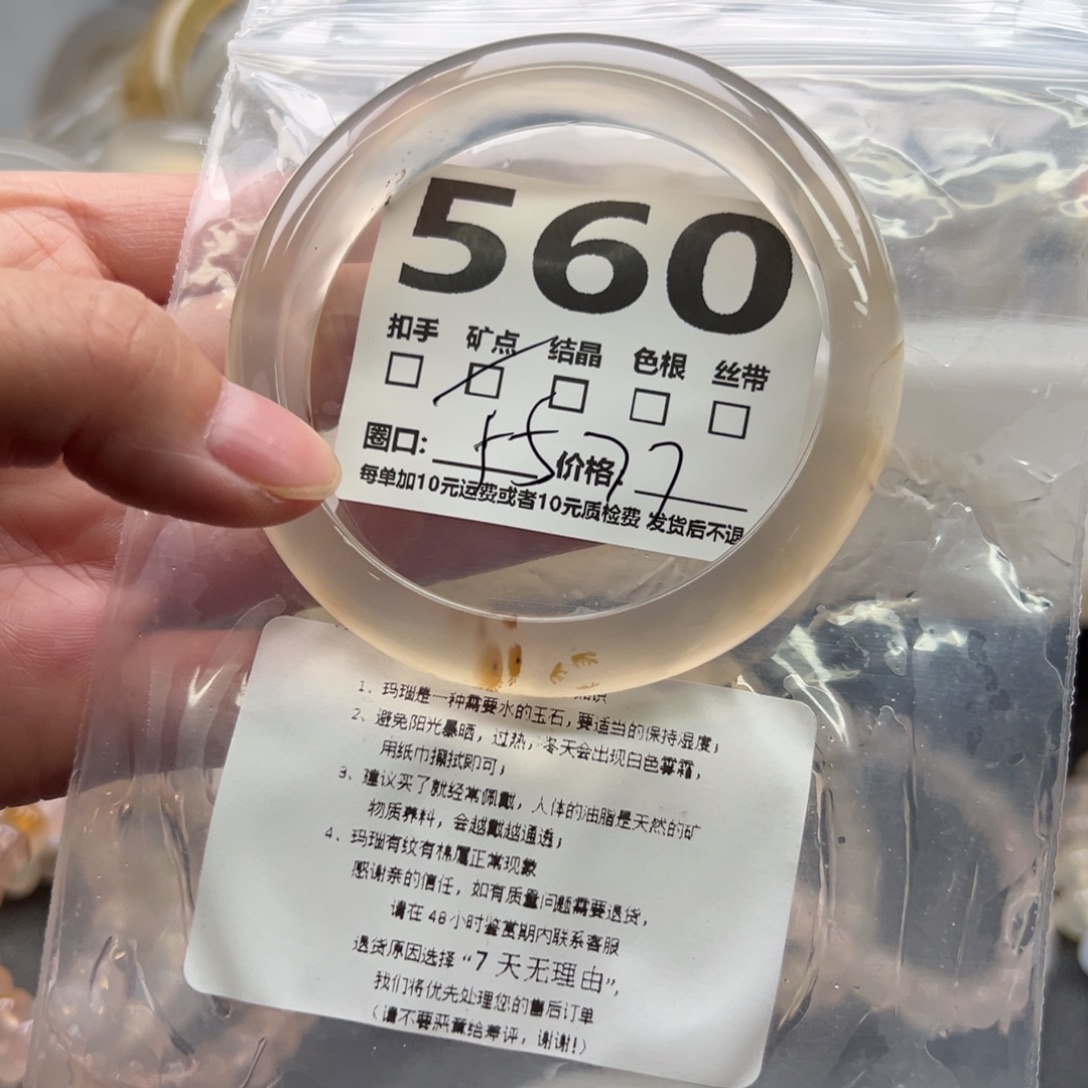 560
扣手 矿点 结晶 色根 丝带
圈口: 55 价格
每单加10元运费或者10元质检费 发货后不退
1、玛瑙是一种需要水的玉石，要适当的保持湿度；
2、避免阳光暴晒，过热，冬天会出现白色雾霜，
用纸巾擦拭即可；
3、建议买了就经常佩戴，人体的油脂是天然的矿
物质养料，会越戴越通透；
4、玛瑙有纹有棉属正常现象
感谢亲的信任，如有质量问题需要退货，
请在48小时鉴赏期内联系客服
退货原因选择“7天无理由”，
我们将优先处理您的售后订单
（请不要恶意给差评，谢谢!）